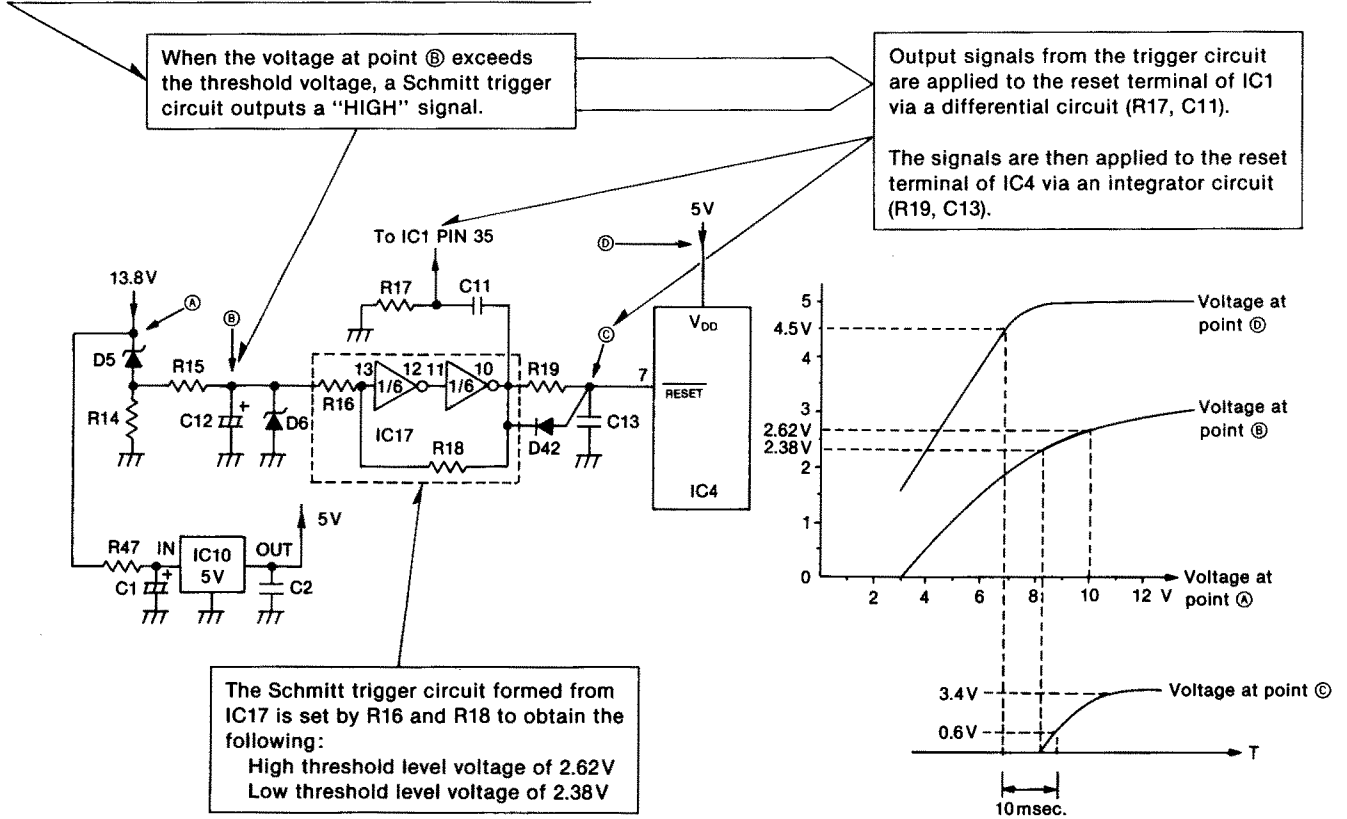 When the voltage at point Ⓑ exceeds
the threshold voltage, a Schmitt trigger
circuit outputs a "HIGH" signal.
Output signals from the trigger circuit
are applied to the reset terminal of IC1
via a differential circuit (R17, C11).
The signals are then applied to the reset
terminal of IC4 via an integrator circuit
(R19, C13).
To IC1 PIN 35
5V
Ⓓ
13.8V
Ⓐ
Ⓑ
R17
C11
Ⓒ
VDD
D5
R15
13
12
11
10
R19
7
RESET
1/6
1/6
R14
C12
+
D6
R16
IC17
R18
D42
C13
IC4
5V
R47
IN
IC10
5V
OUT
C1
+
C2
5
4.5V
4
3
2.62V
2.38V
2
1
0
2
4
6
8
10
12
V
Voltage at
point Ⓓ
Voltage at
point Ⓑ
Voltage at
point Ⓐ
3.4V
0.6V
Voltage at point Ⓒ
T
10msec.
The Schmitt trigger circuit formed from
IC17 is set by R16 and R18 to obtain the
following:
High threshold level voltage of 2.62V
Low threshold level voltage of 2.38V